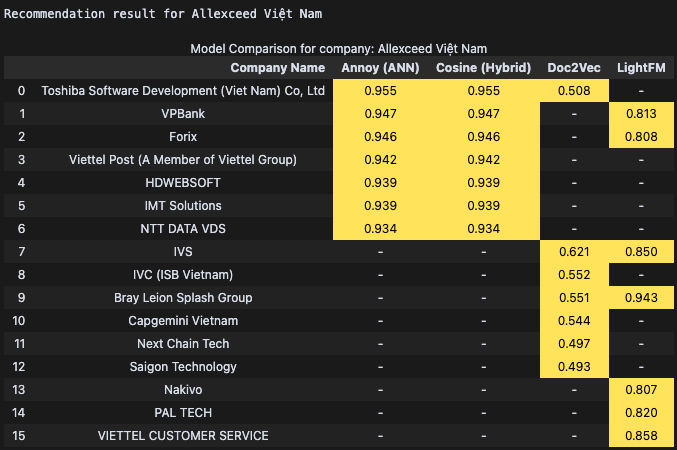 Recommendation result for Allexceed Việt Nam
Model Comparison for company: Allexceed Việt Nam
Company Name Annoy (ANN) Cosine (Hybrid) Doc2Vec LightFM
0 Toshiba Software Development (Viet Nam) Co, Ltd 0.955 0.955 0.508 -
1 VPBank 0.947 0.947 - 0.813
2 Forix 0.946 0.946 - 0.808
3 Viettel Post (A Member of Viettel Group) 0.942 0.942 - -
4 HDWEBSOFT 0.939 0.939 - -
5 IMT Solutions 0.939 0.939 - -
6 NTT DATA VDS 0.934 0.934 - -
7 IVS - - 0.621 0.850
8 IVC (ISB Vietnam) - - 0.552 -
9 Bray Leion Splash Group - - 0.551 0.943
10 Capgemini Vietnam - - 0.544 -
11 Next Chain Tech - - 0.497 -
12 Saigon Technology - - 0.493 -
13 Nakivo - - - 0.807
14 PAL TECH - - - 0.820
15 VIETTEL CUSTOMER SERVICE - - - 0.858